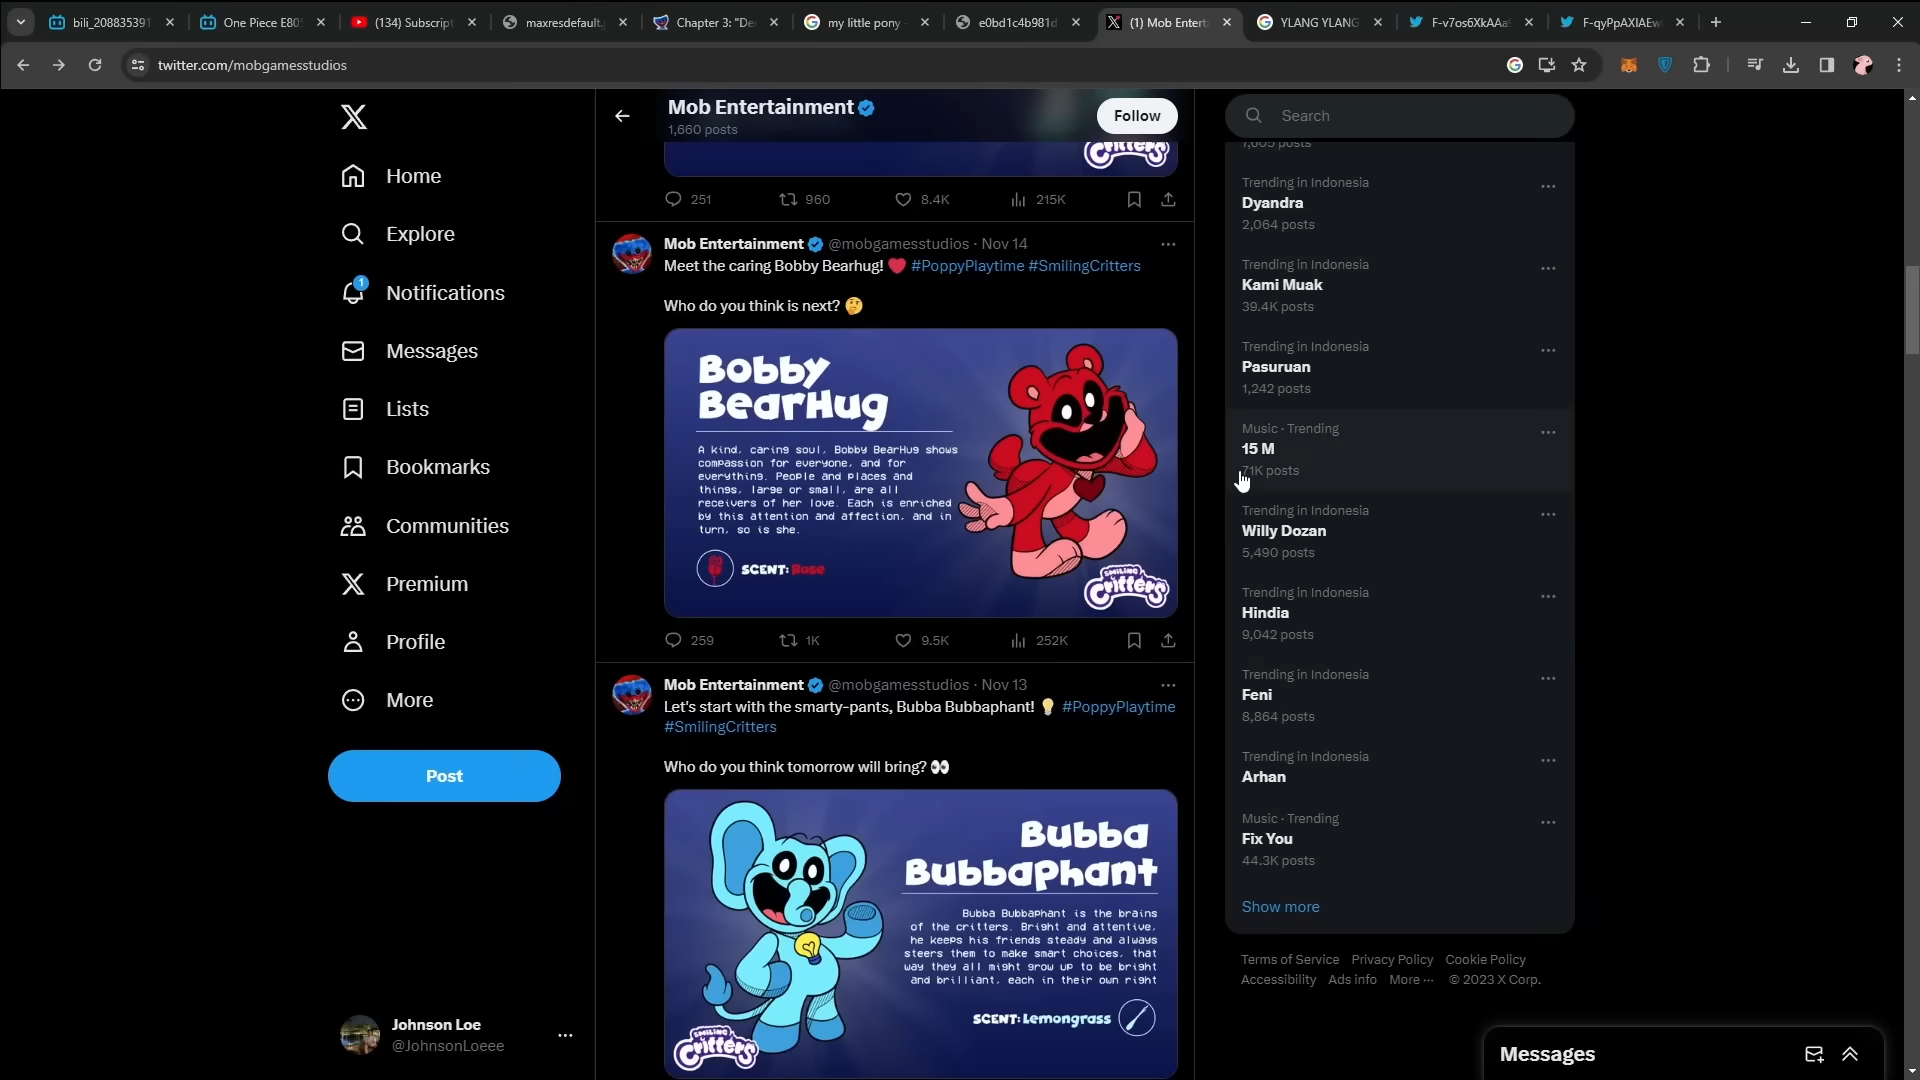 bili_208835391
One Piece E805
(134) Subscript
maxresdefault.
Chapter 3: "De
my little pony
e0bd1c4b981d
(1) Mob Entert
YLANG YLANG
F-v7os6XkAAa
F-qyPpAXIAEw
twitter.com/mobgamesstudios
Home
Explore
1
Notifications
Messages
Lists
Bookmarks
Communities
Premium
Profile
More
Post
Johnson Loe
@JohnsonLoeee
Mob Entertainment
1,660 posts
Follow
Critters
251
960
8.4K
215K
Mob Entertainment @mobgamesstudios · Nov 14
Meet the caring Bobby Bearhug! ❤️ #PoppyPlaytime #SmilingCritters
Who do you think is next? 🤔
Bobby
BearHug
A kind, caring soul, Bobby BearHug shows
compassion for everyone, and for
everything. People and places and
things, large or small, are all
receivers of her love. Each is enriched
by this attention and affection, and in
turn, so is she.
SCENT: Rose
SMILING
Critters
259
1K
9.5K
252K
Mob Entertainment @mobgamesstudios · Nov 13
Let's start with the smarty-pants, Bubba Bubbaphant! 💡 #PoppyPlaytime
#SmilingCritters
Who do you think tomorrow will bring? 👀
Bubba
Bubbaphant
Bubba Bubbaphant is the brains
of the critters. Bright and attentive,
he keeps his friends steady and always
steers them to make smart choices, that
way they all might grow up to be bright
and brilliant, each in their own right
SCENT: Lemongrass
SMILING
Critters
Search
7,605 posts
Trending in Indonesia
Dyandra
2,064 posts
Trending in Indonesia
Kami Muak
39.4K posts
Trending in Indonesia
Pasuruan
1,242 posts
Music · Trending
15 M
71K posts
Trending in Indonesia
Willy Dozan
5,490 posts
Trending in Indonesia
Hindia
9,042 posts
Trending in Indonesia
Feni
8,864 posts
Trending in Indonesia
Arhan
Music · Trending
Fix You
44.3K posts
Show more
Terms of Service Privacy Policy Cookie Policy
Accessibility Ads info More ··· © 2023 X Corp.
Messages